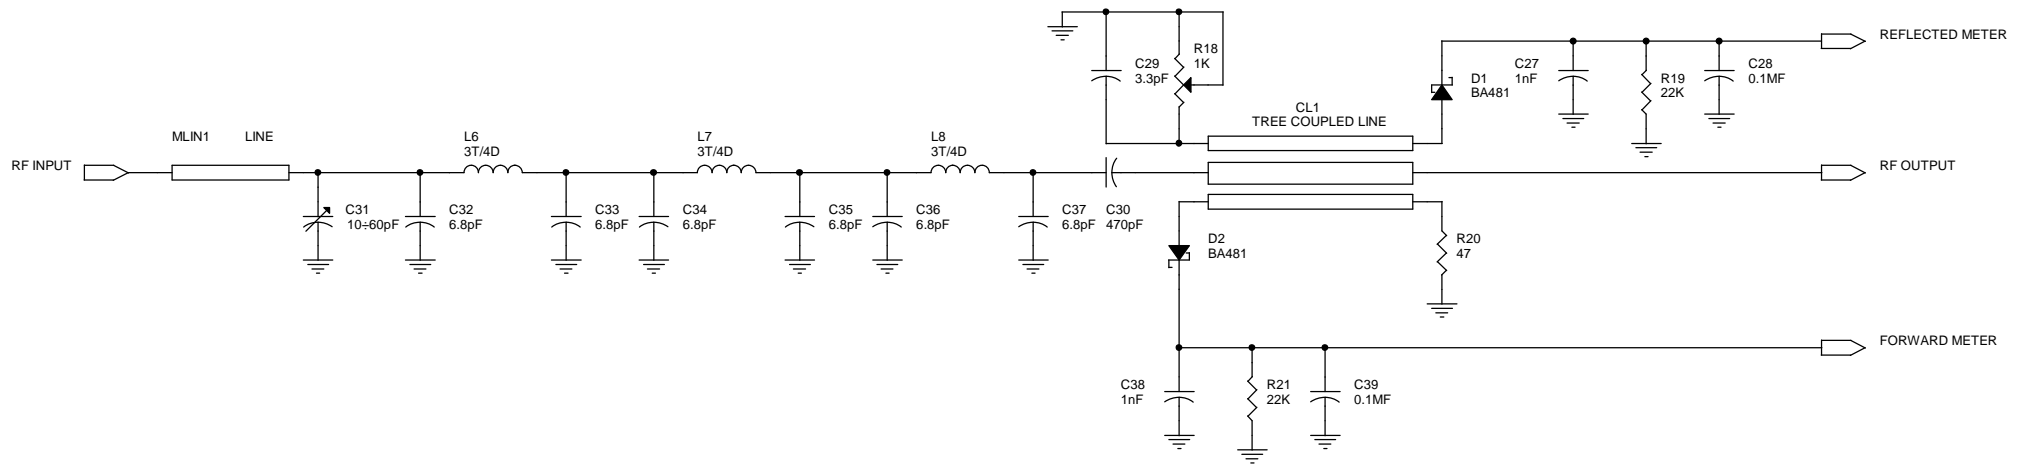 REFLECTED METER
R18
1K
C29
3.3pF
C27
1nF
C28
0.1MF
D1
BA481
R19
22K
CL1
TREE COUPLED LINE
MLIN1 LINE
L6
3T/4D
L7
3T/4D
L8
3T/4D
RF INPUT
RF OUTPUT
C31
10÷60pF
C32
6.8pF
C33
6.8pF
C34
6.8pF
C35
6.8pF
C36
6.8pF
C37
6.8pF
C30
470pF
D2
BA481
R20
47
FORWARD METER
C38
1nF
R21
22K
C39
0.1MF